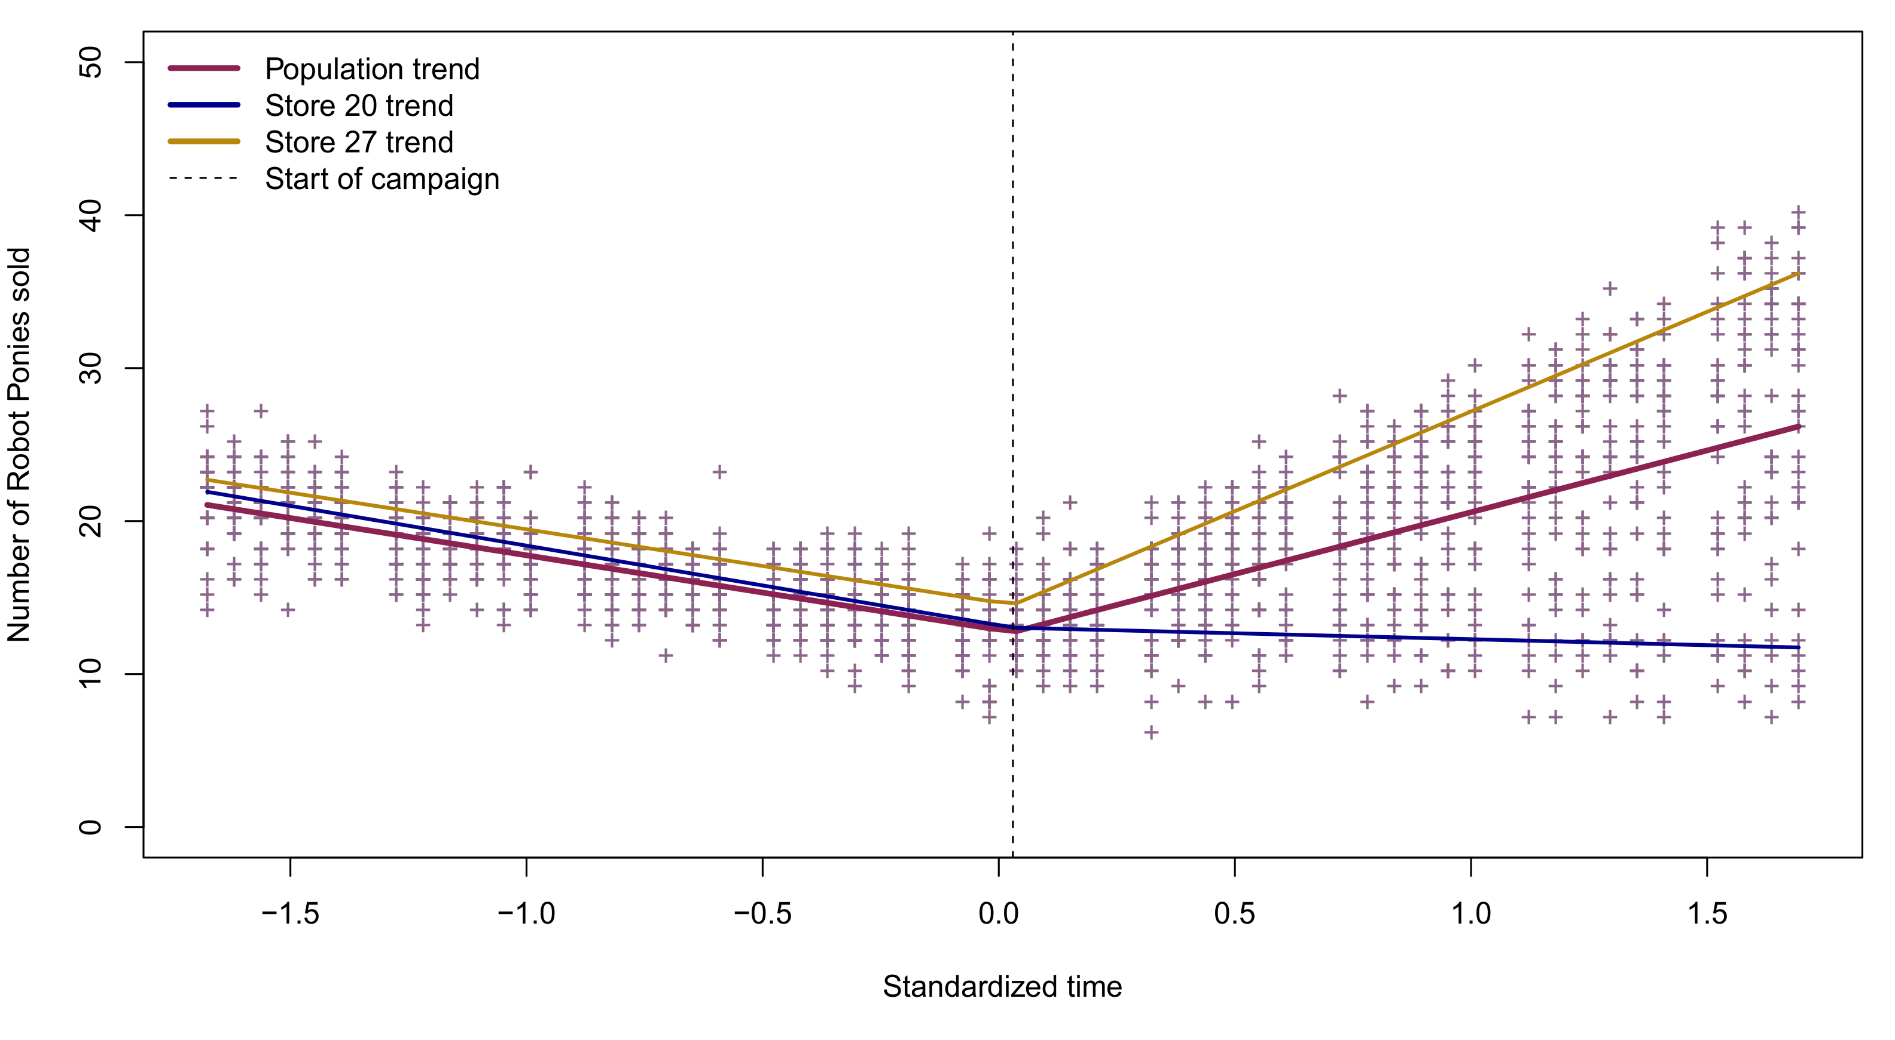 Number of Robot Ponies sold
50
40
30
20
10
0
Population trend
Store 20 trend
Store 27 trend
Start of campaign
−1.5
−1.0
−0.5
0.0
0.5
1.0
1.5
Standardized time